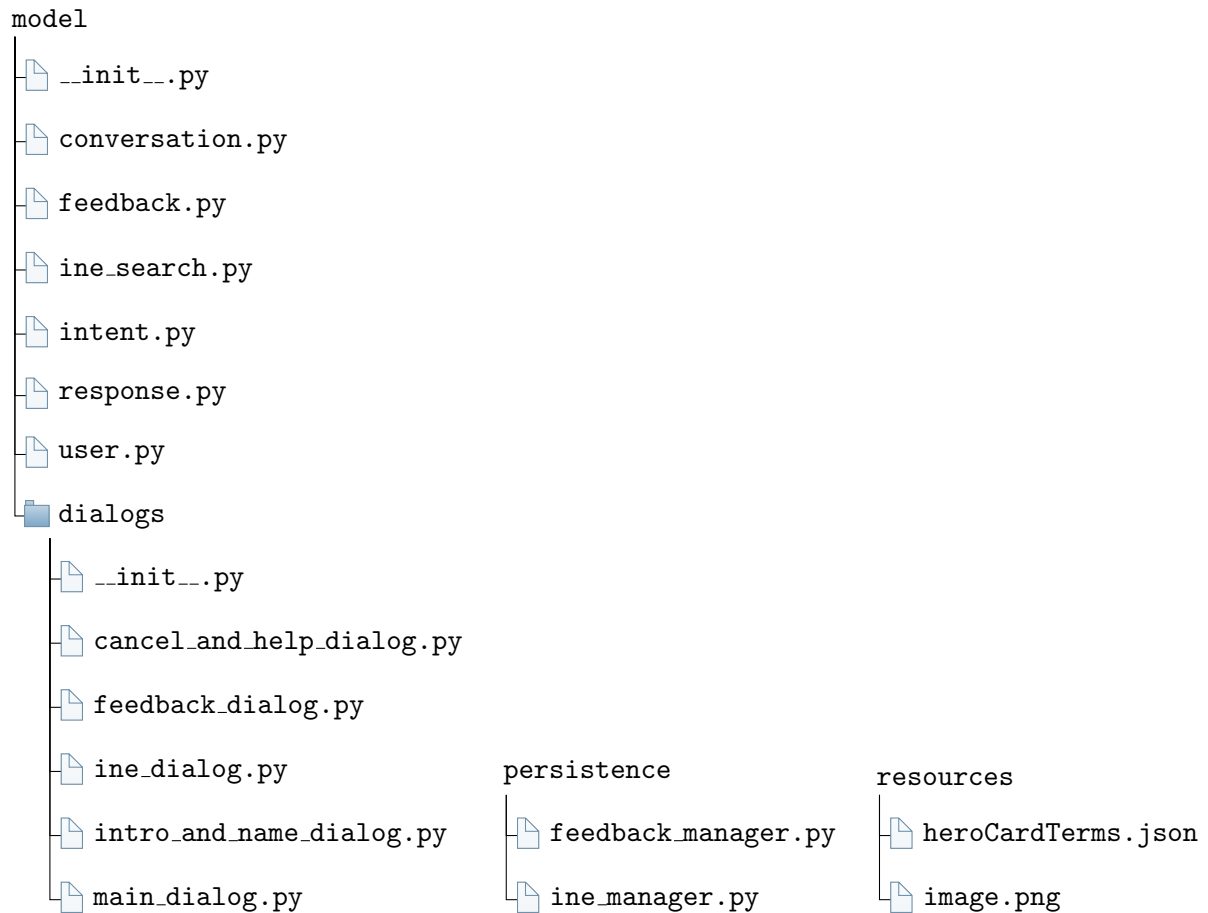 model
__init__.py
conversation.py
feedback.py
ine_search.py
intent.py
response.py
user.py
dialogs
__init__.py
cancel_and_help_dialog.py
feedback_dialog.py
ine_dialog.py
intro_and_name_dialog.py
main_dialog.py
persistence
feedback_manager.py
ine_manager.py
resources
heroCardTerms.json
image.png